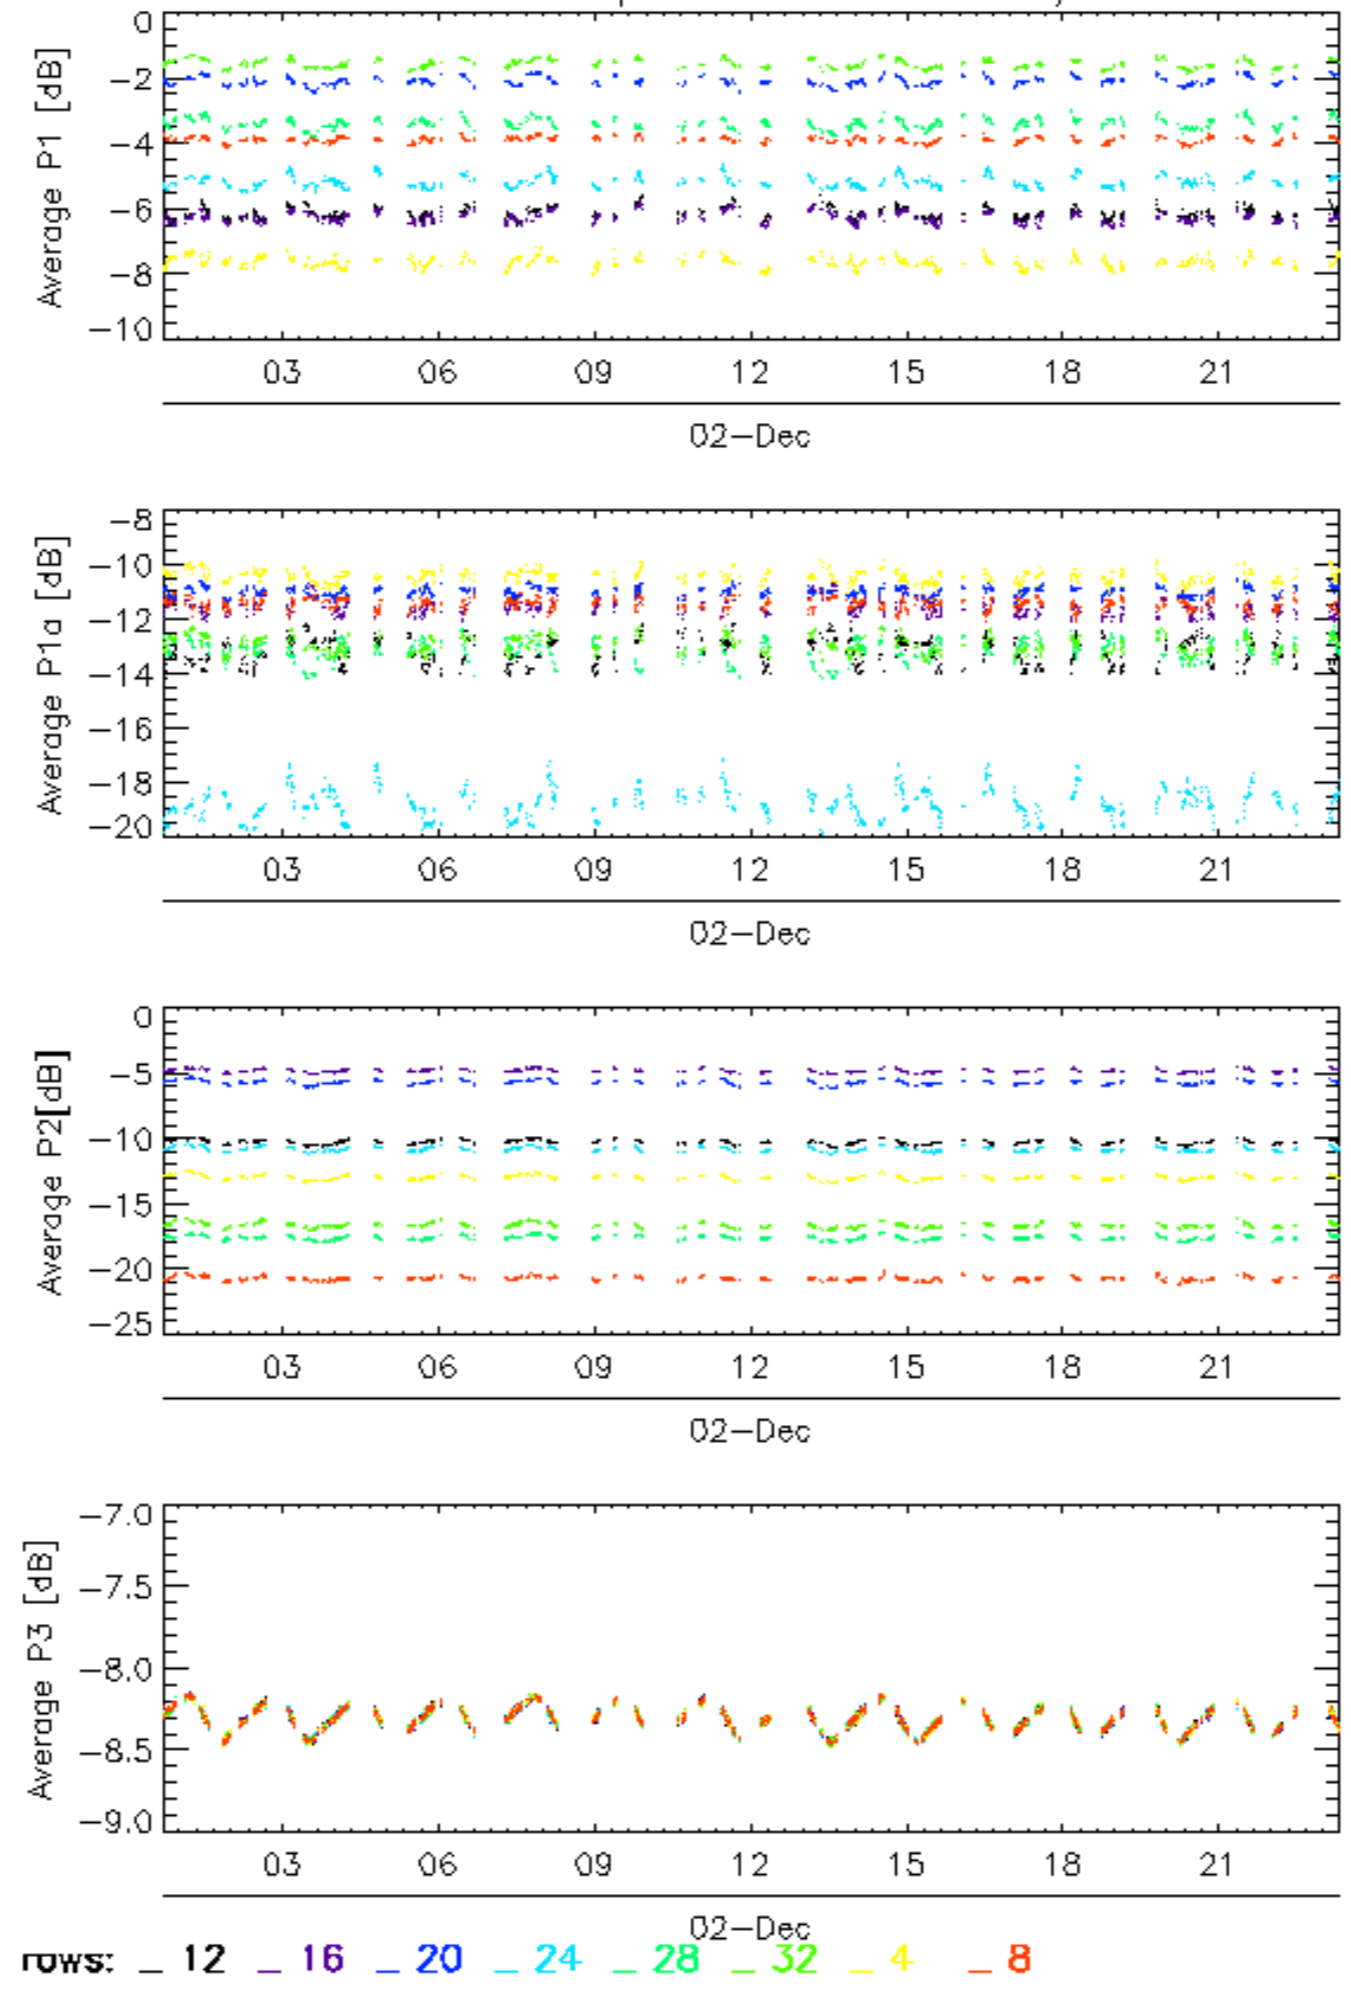 Average P1 [dB]
0
−2
−4
−6
−8
−10
03 06 09 12 15 18 21
02−Dec
Average P1a [dB]
−8
−10
−12
−14
−16
−18
−20
03 06 09 12 15 18 21
02−Dec
Average P2[dB]
0
−5
−10
−15
−20
−25
03 06 09 12 15 18 21
02−Dec
Average P3 [dB]
−7.0
−7.5
−8.0
−8.5
−9.0
03 06 09 12 15 18 21
02−Dec
rows: _ 12 _ 16 _ 20 _ 24 _ 28 _ 32 _ 4 _ 8